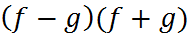 (f − g)(f + g)